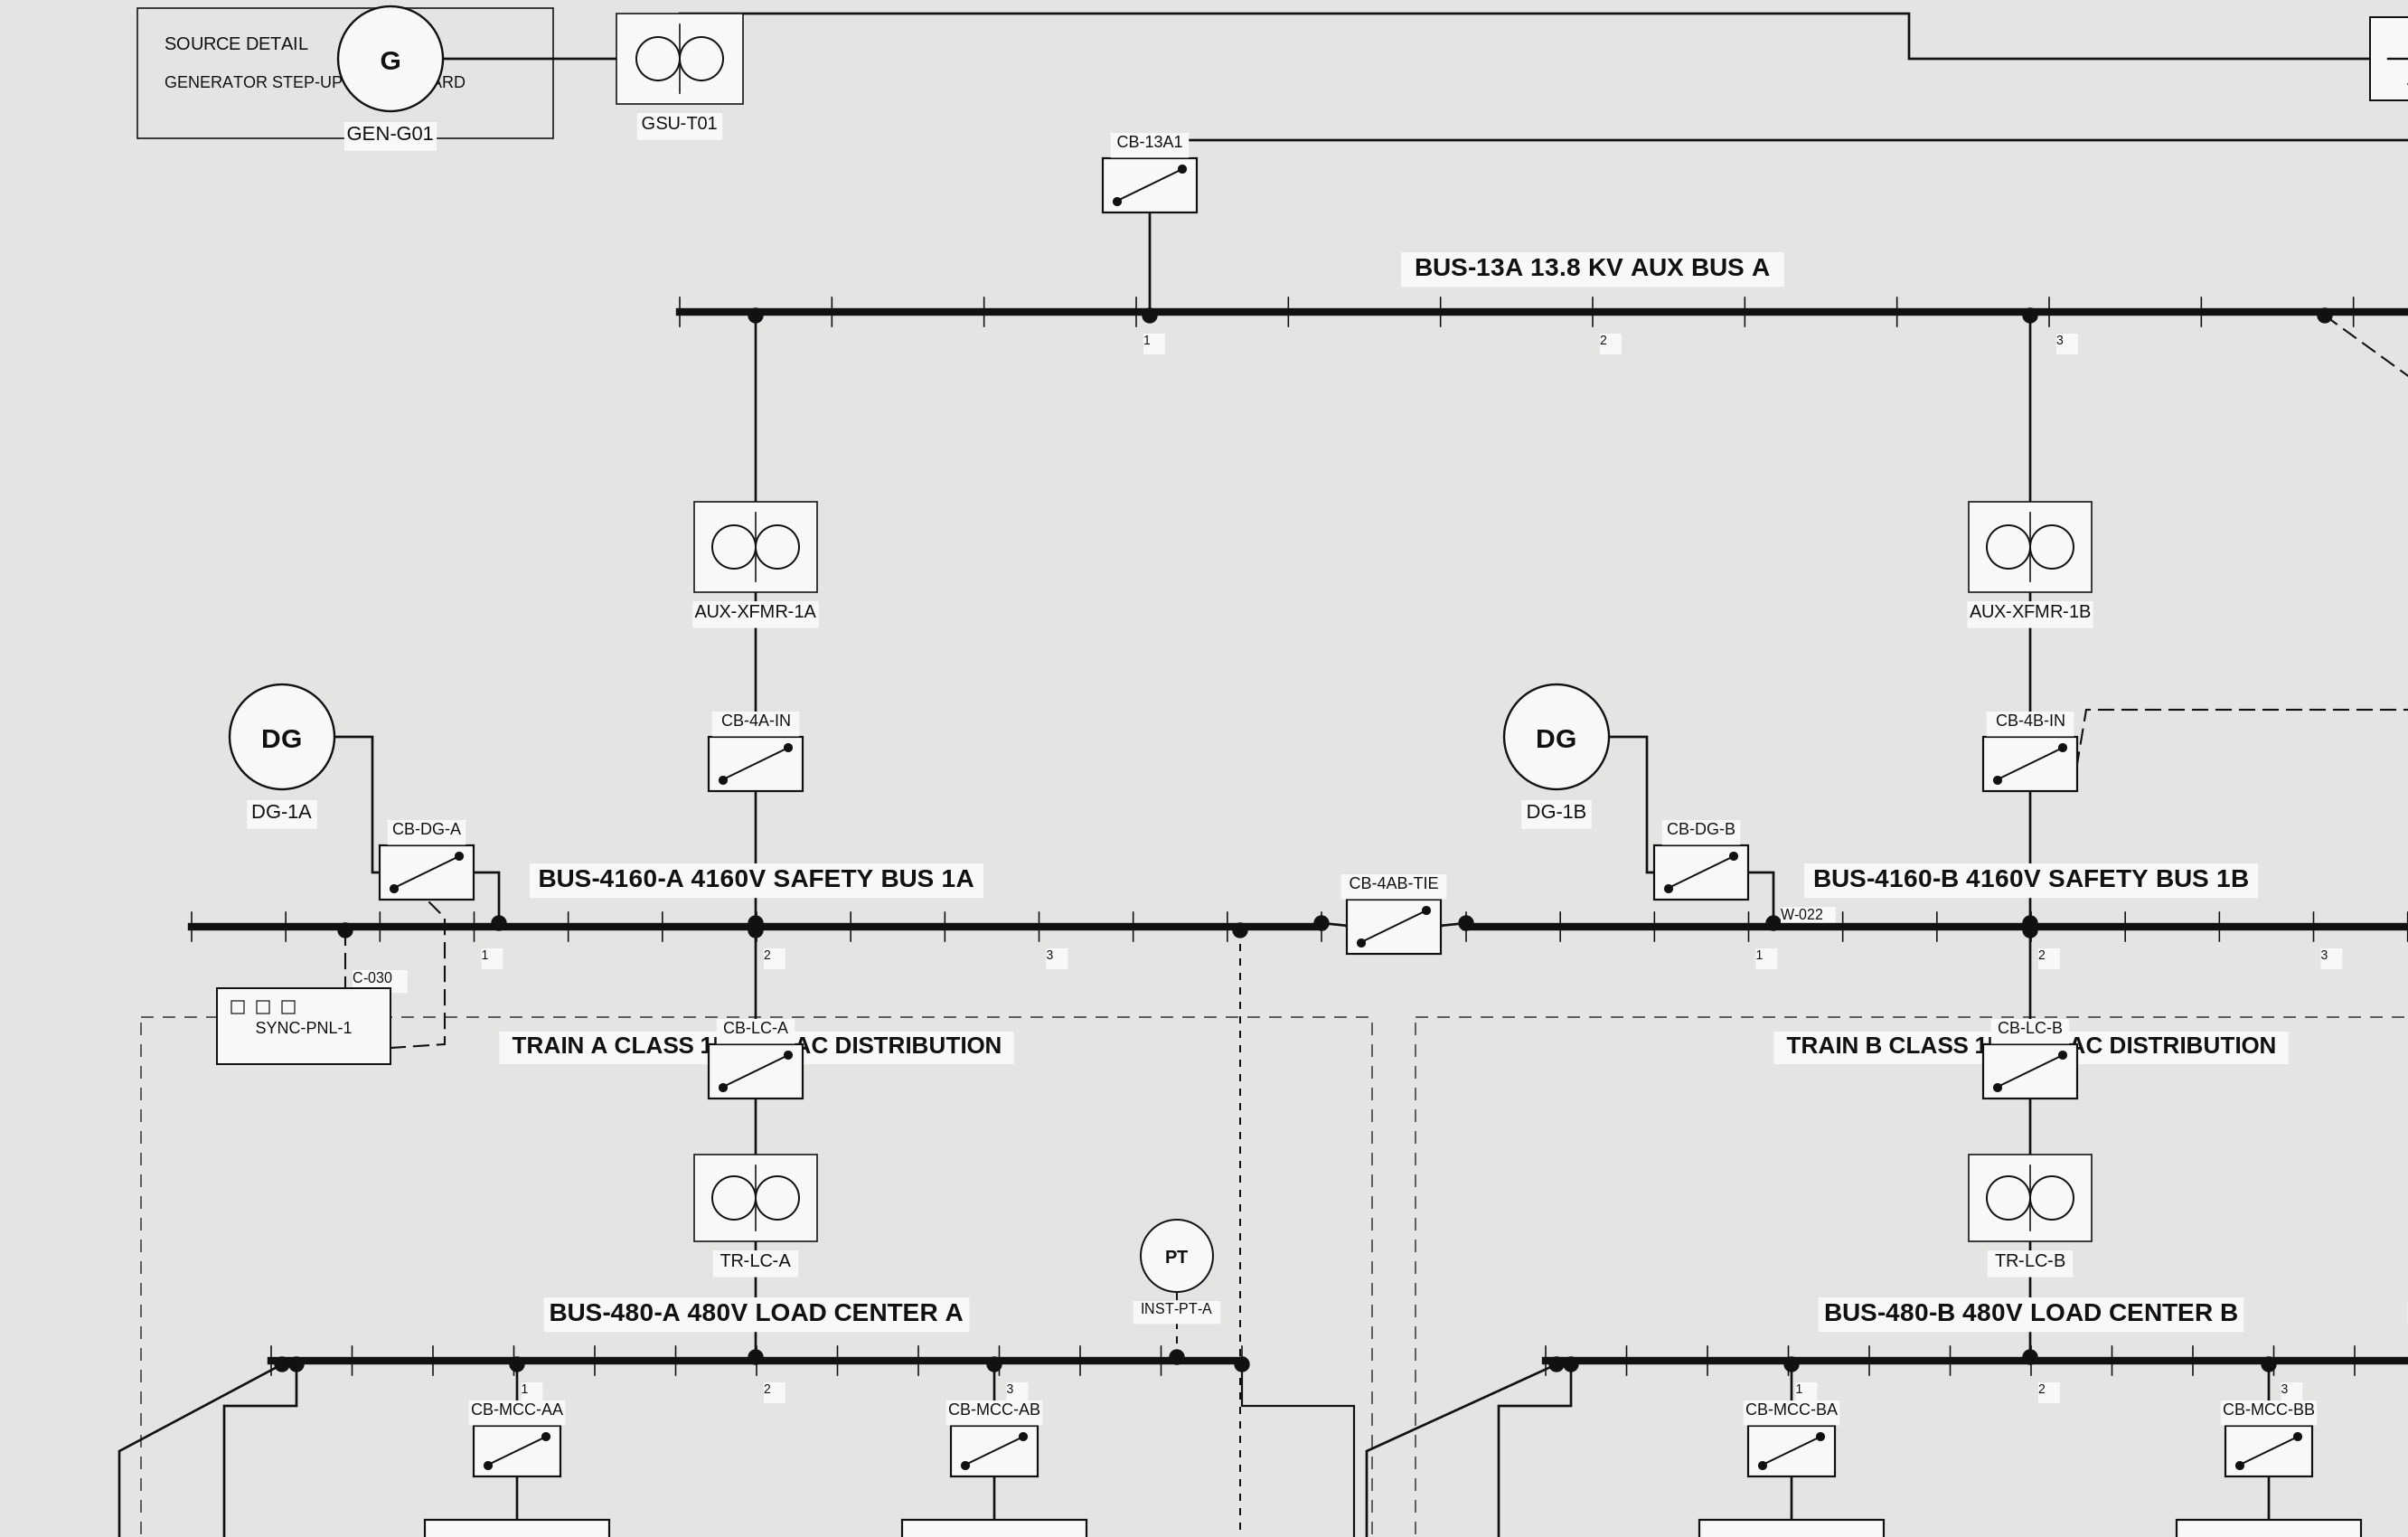 SOURCE DETAIL
G
GENERATOR STEP-UP
GEN-G01
GSU-T01
CB-13A1
BUS-13A 13.8 KV AUX BUS A
1
2
3
AUX-XFMR-1A
AUX-XFMR-1B
CB-4A-IN
CB-4B-IN
DG
DG
DG-1A
DG-1B
CB-DG-A
CB-DG-B
BUS-4160-A 4160V SAFETY BUS 1A
CB-4AB-TIE
BUS-4160-B 4160V SAFETY BUS 1B
W-022
1
2
3
1
2
3
C-030
SYNC-PNL-1
CB-LC-A
CB-LC-B
TRAIN A CLASS AC DISTRIBUTION
TRAIN B CLASS AC DISTRIBUTION
TR-LC-A
TR-LC-B
PT
INST-PT-A
BUS-480-A 480V LOAD CENTER A
BUS-480-B 480V LOAD CENTER B
1
2
3
1
2
3
CB-MCC-AA
CB-MCC-AB
CB-MCC-BA
CB-MCC-BB